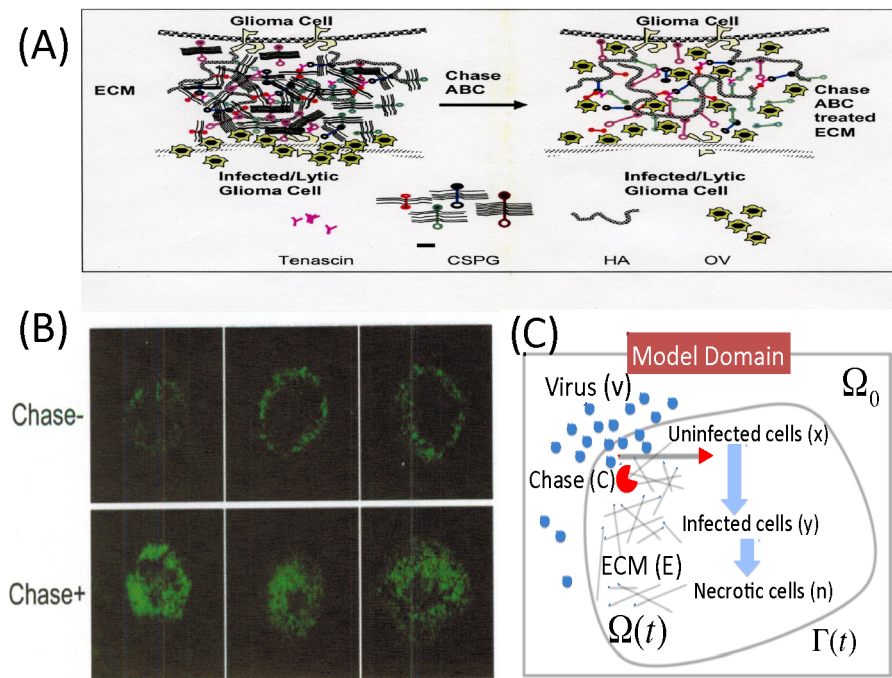 (A)
Glioma Cell
Glioma Cell
ECM
Chase
ABC
Chase
ABC
treated
ECM
Infected/Lytic
Glioma Cell
Infected/Lytic
Glioma Cell
Tenascin
CSPG
HA
OV
(B)
Chase-
Chase+
(C)
Model Domain
Ω0
Virus (v)
Uninfected cells (x)
Chase (C)
Infected cells (y)
ECM (E)
Necrotic cells (n)
Ω(t)
Γ(t)